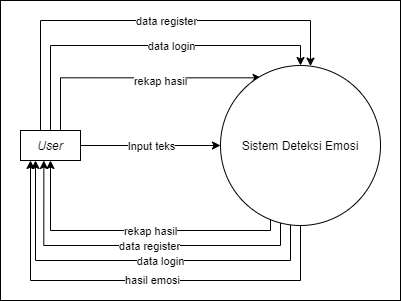 data register
data login
rekap hasil
User
Input teks
Sistem Deteksi Emosi
rekap hasil
data register
data login
hasil emosi